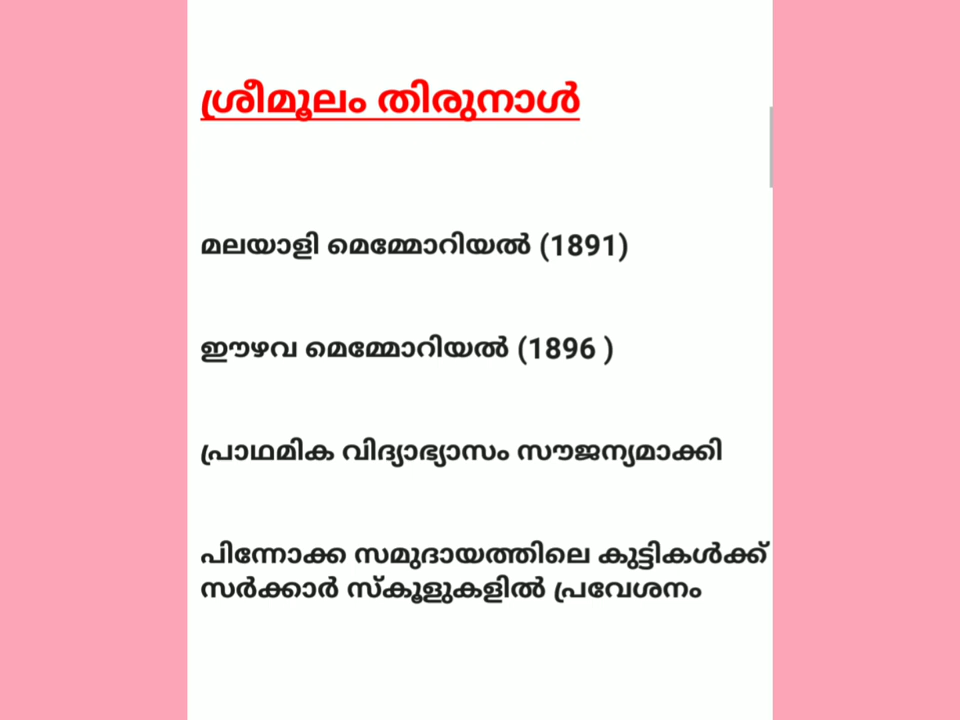 ശ്രീമൂലം തിരുനാൾ
മലയാളി മെമ്മോറിയൽ (1891)
ഈഴവ മെമ്മോറിയൽ (1896 )
പ്രാഥമിക വിദ്യാഭ്യാസം സൗജന്യമാക്കി
പിന്നോക്ക സമുദായത്തിലെ കുട്ടികൾക്ക്
സർക്കാർ സ്കൂളുകളിൽ പ്രവേശനം